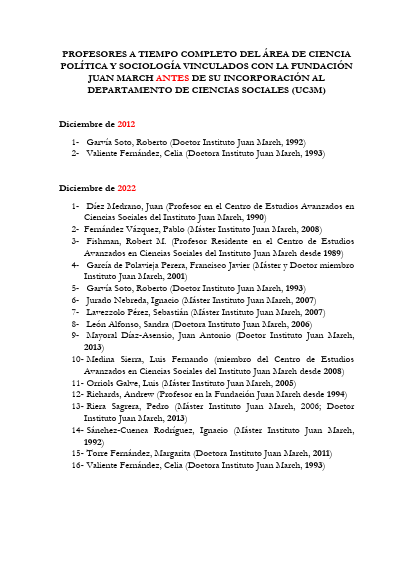 PROFESORES A TIEMPO COMPLETO DEL ÁREA DE CIENCIA
POLÍTICA Y SOCIOLOGÍA VINCULADOS CON LA FUNDACIÓN
JUAN MARCH ANTES DE SU INCORPORACIÓN AL
DEPARTAMENTO DE CIENCIAS SOCIALES (UC3M)
Diciembre de 2012
1- Garvía Soto, Roberto (Doctor Instituto Juan March, 1992)
2- Valiente Fernández, Celia (Doctora Instituto Juan March, 1993)
Diciembre de 2022
1- Díez Medrano, Juan (Profesor en el Centro de Estudios Avanzados en
Ciencias Sociales del Instituto Juan March, 1990)
2- Fernández Vázquez, Pablo (Máster Instituto Juan March, 2008)
3- Fishman, Robert M. (Profesor Residente en el Centro de Estudios
Avanzados en Ciencias Sociales del Instituto Juan March desde 1989)
4- García de Polavieja Perera, Francisco Javier (Máster y Doctor miembro
Instituto Juan March, 2001)
5- Garvía Soto, Roberto (Doctor Instituto Juan March, 1993)
6- Jurado Nebreda, Ignacio (Máster Instituto Juan March, 2007)
7- Lavezzolo Pérez, Sebastián (Máster Instituto Juan March, 2007)
8- León Alfonso, Sandra (Doctora Instituto Juan March, 2006)
9- Mayoral Díaz-Asensio, Juan Antonio (Doctor Instituto Juan March,
2013)
10- Medina Sierra, Luis Fernando (miembro del Centro de Estudios
Avanzados en Ciencias Sociales del Instituto Juan March desde 2008)
11- Orriols Galve, Luis (Máster Instituto Juan March, 2005)
12- Richards, Andrew (Profesor en la Fundación Juan March desde 1994)
13- Riera Sagrera, Pedro (Máster Instituto Juan March, 2006; Doctor
Instituto Juan March, 2013)
14- Sánchez-Cuenca Rodríguez, Ignacio (Máster Instituto Juan March,
1992)
15- Torre Fernández, Margarita (Doctora Instituto Juan March, 2011)
16- Valiente Fernández, Celia (Doctora Instituto Juan March, 1993)